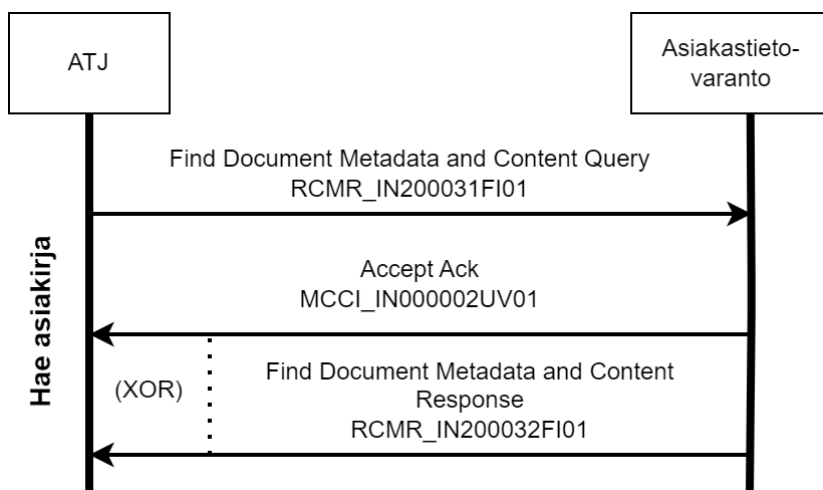 ATJ
Asiakastieto-
varanto
Find Document Metadata and Content Query
RCMR_IN200031FI01
Hae asiakirja
Accept Ack
MCCI_IN000002UV01
(XOR)
Find Document Metadata and Content
Response
RCMR_IN200032FI01